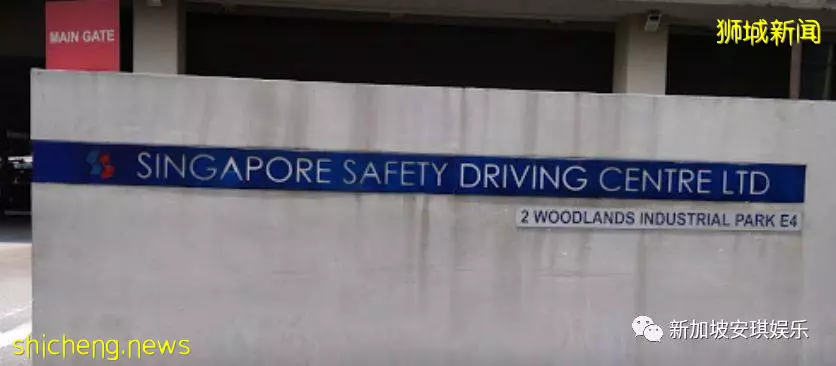 MAIN GATE
狮城新闻
SINGAPORE SAFETY DRIVING CENTRE LTD
2 WOODLANDS INDUSTRIAL PARK E4
新加坡安琪娱乐
shicheng.news